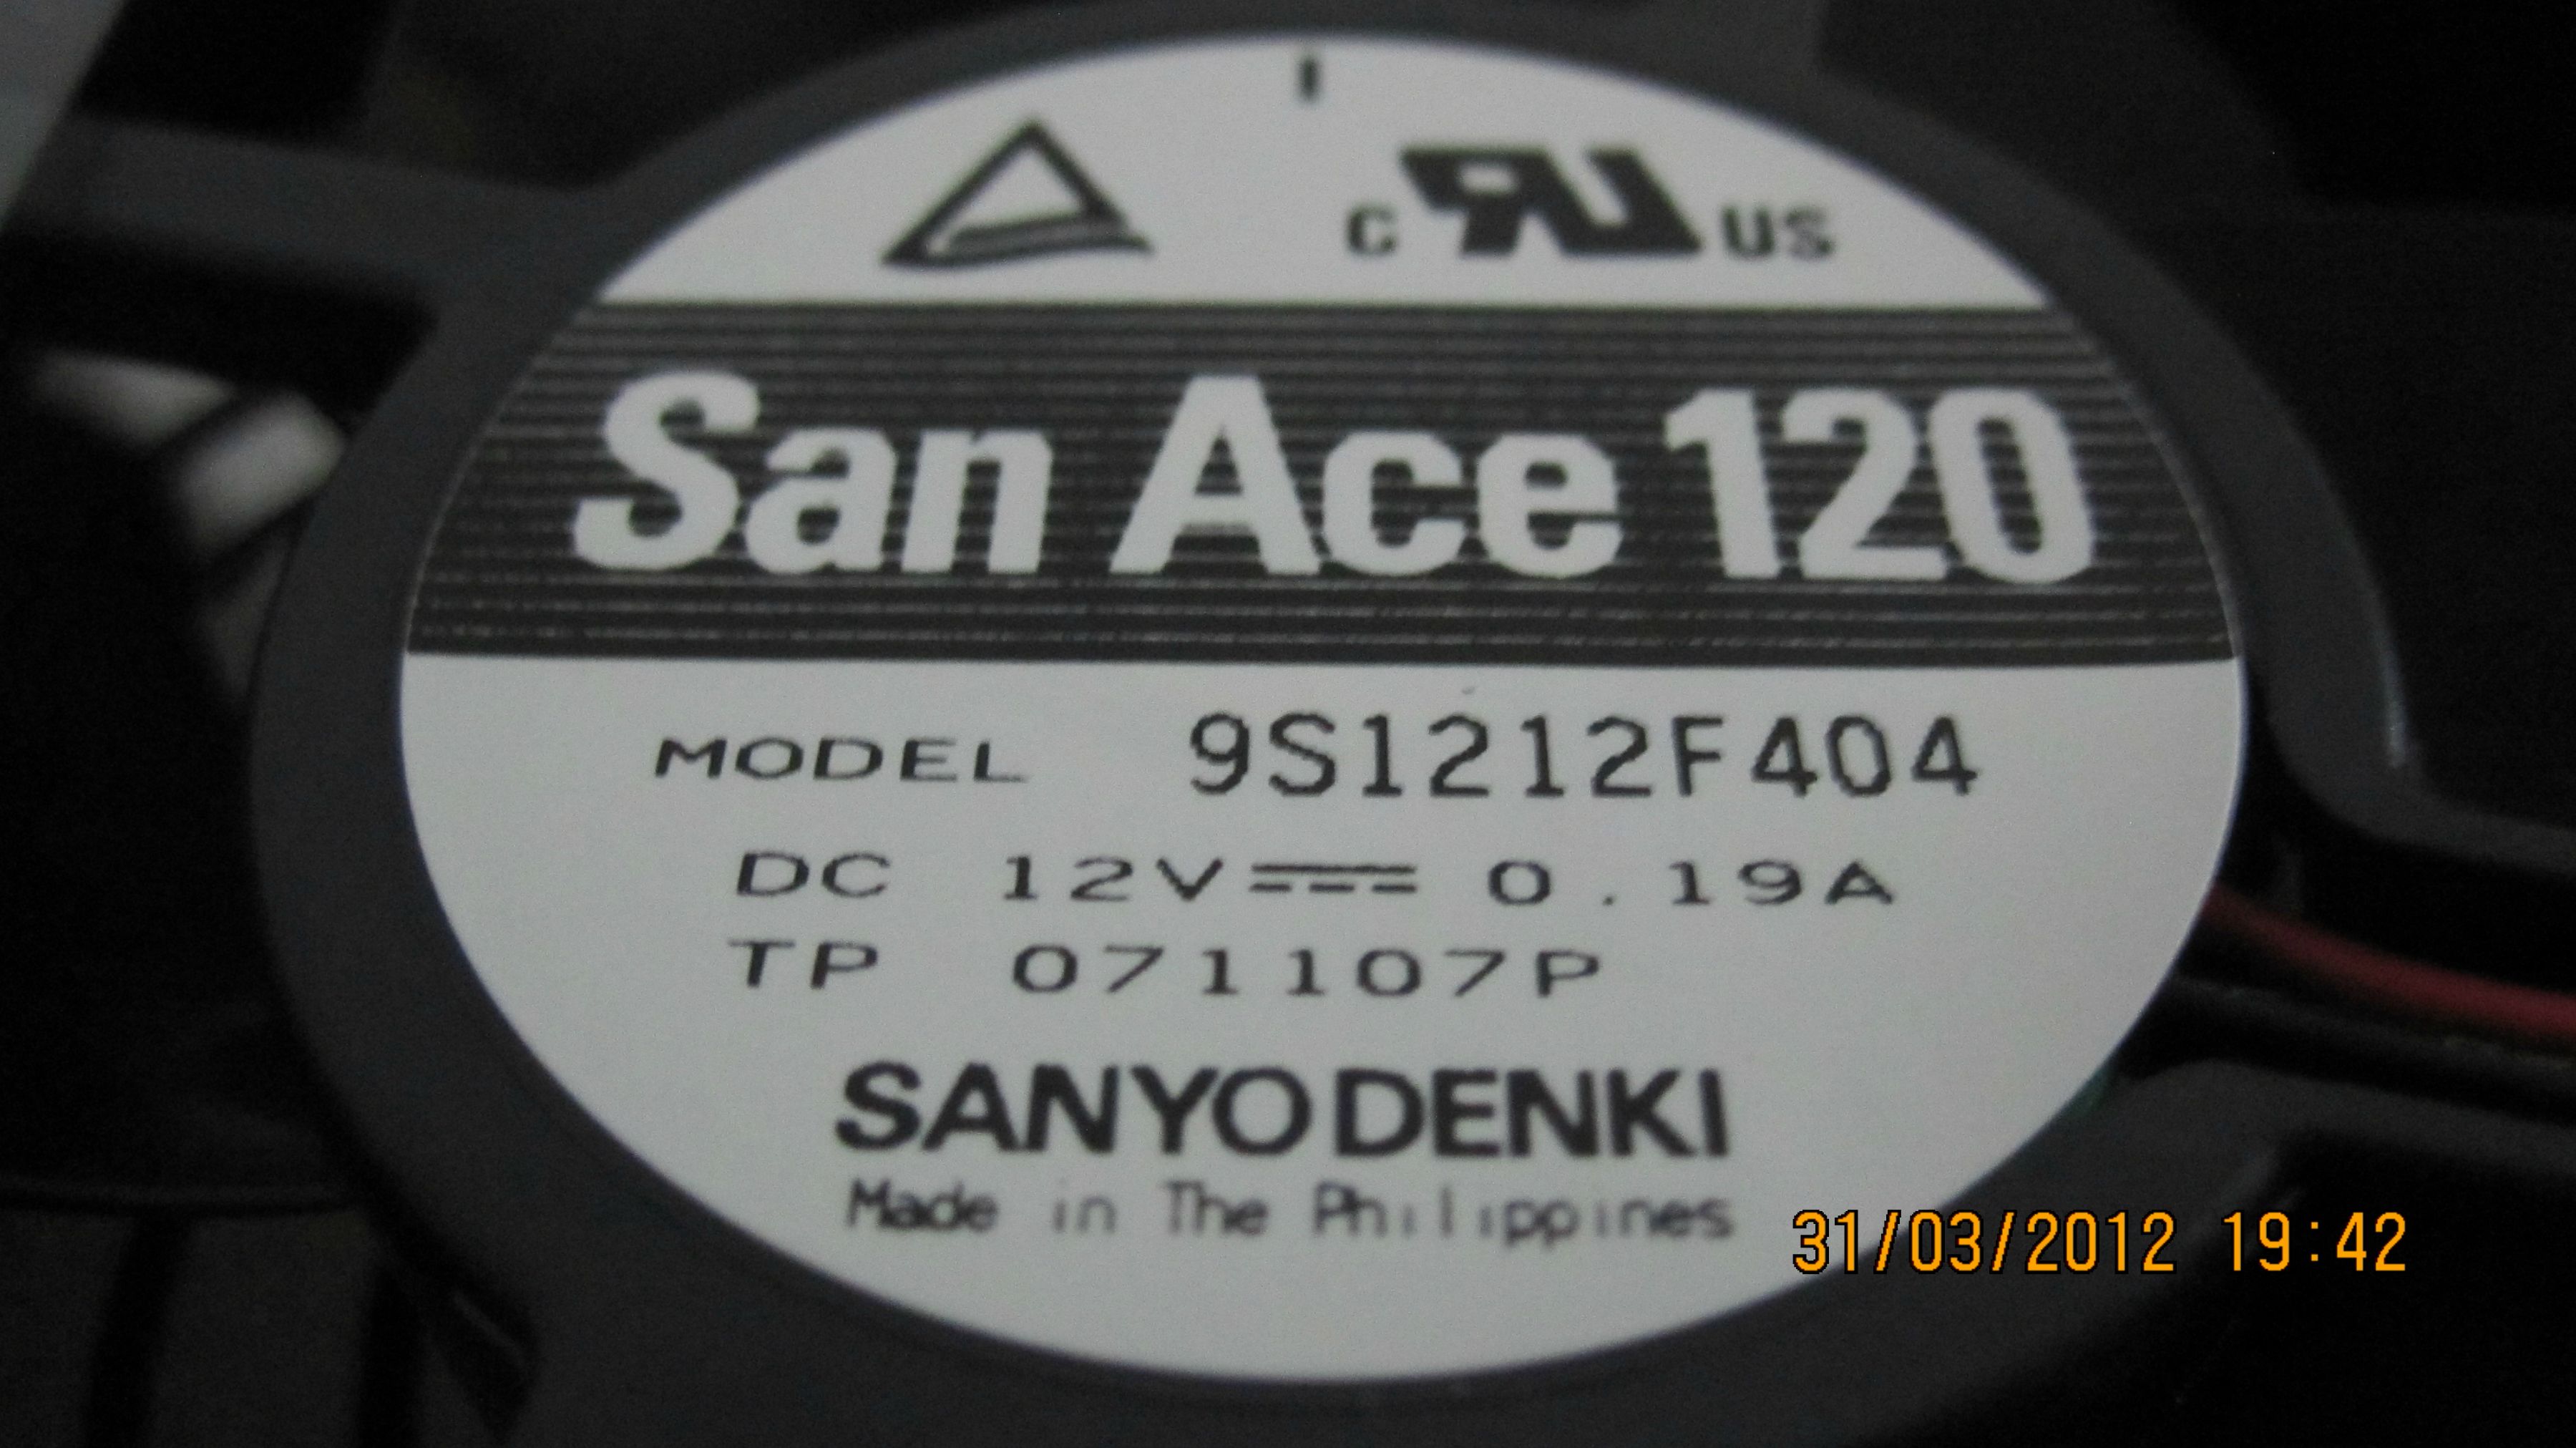 C RU US
San Ace 120
MODEL 9S1212F404
DC 12V⎓ 0.19A
TP 071107P
SANYO DENKI
Made in The Philippines
31/03/2012 19:42